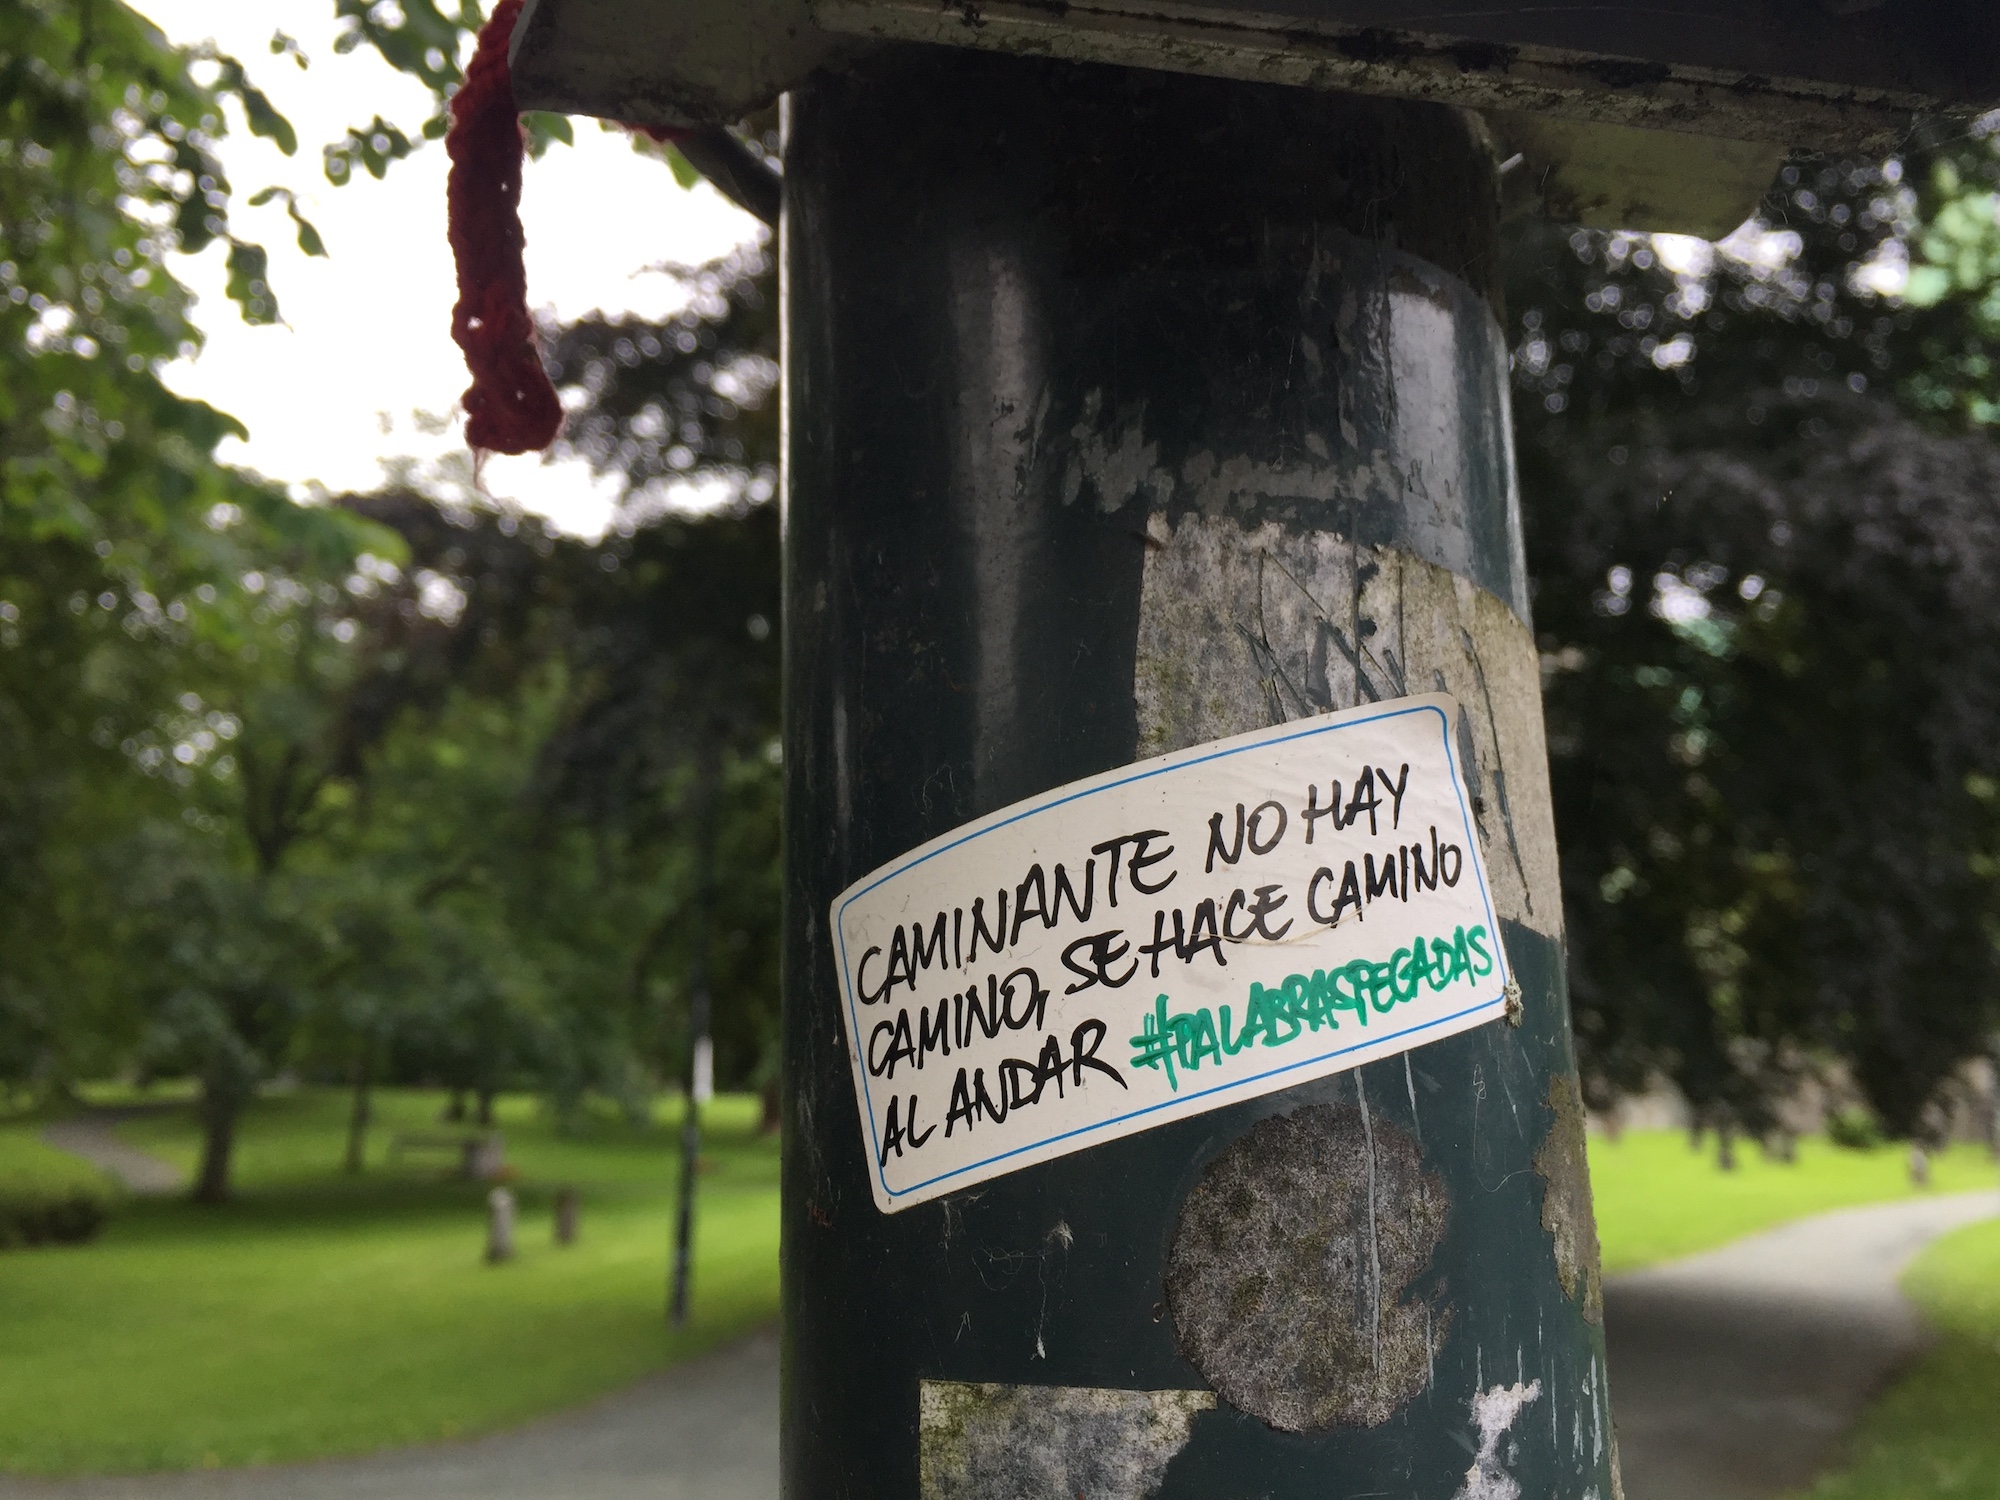 CAMINANTE NO HAY
CAMINO, SE HACE CAMINO
AL ANDAR #PALABRASPEGADAS